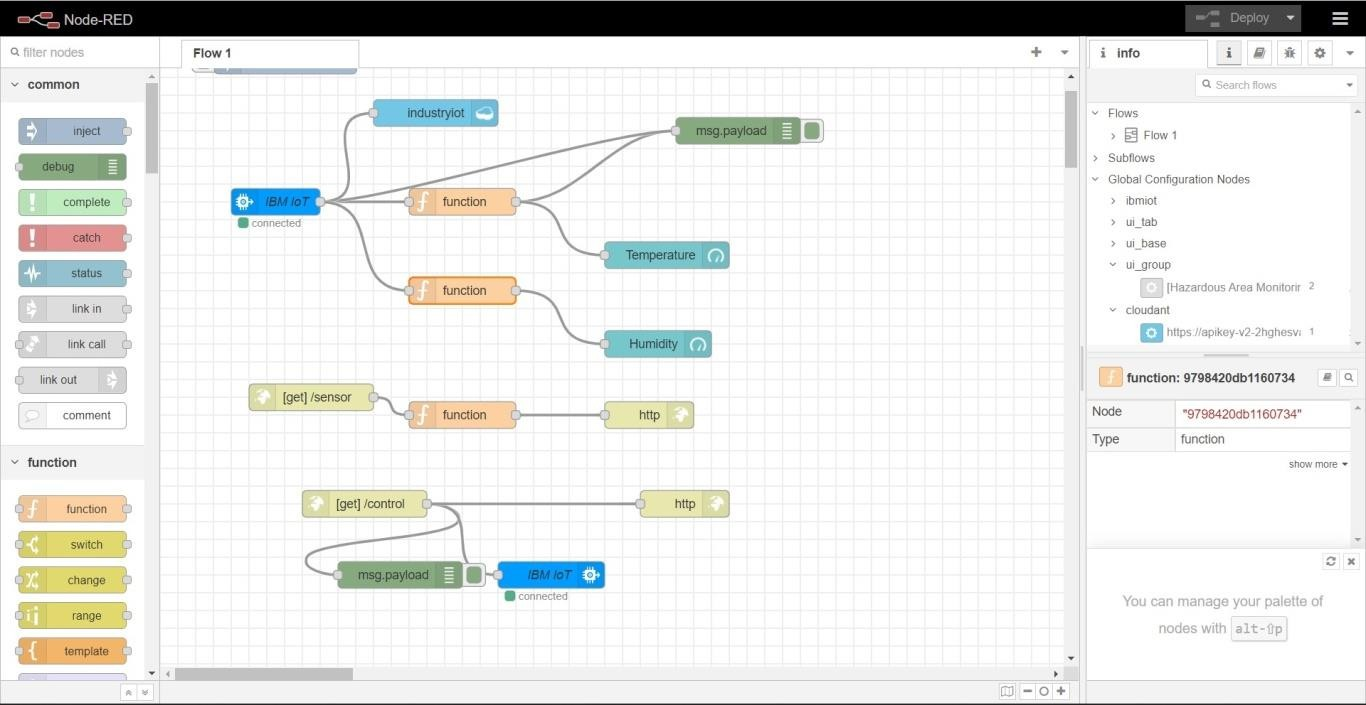 Node-RED
Deploy
filter nodes
Flow 1
info
common
inject
debug
complete
catch
status
link in
link call
link out
comment
function
function
switch
change
range
template
industryiot
msg.payload
IBM IoT
connected
function
Temperature
function
Humidity
[get] /sensor
function
http
[get] /control
http
msg.payload
IBM IoT
connected
Search flows
Flows
Flow 1
Subflows
Global Configuration Nodes
ibmiot
ui_tab
ui_base
ui_group
[Hazardous Area Monitorin 2
cloudant
https://apikey-v2-2hghesva 1
function: 9798420db1160734
Node "9798420db1160734"
Type function
show more
You can manage your palette of
nodes with alt-⇧p